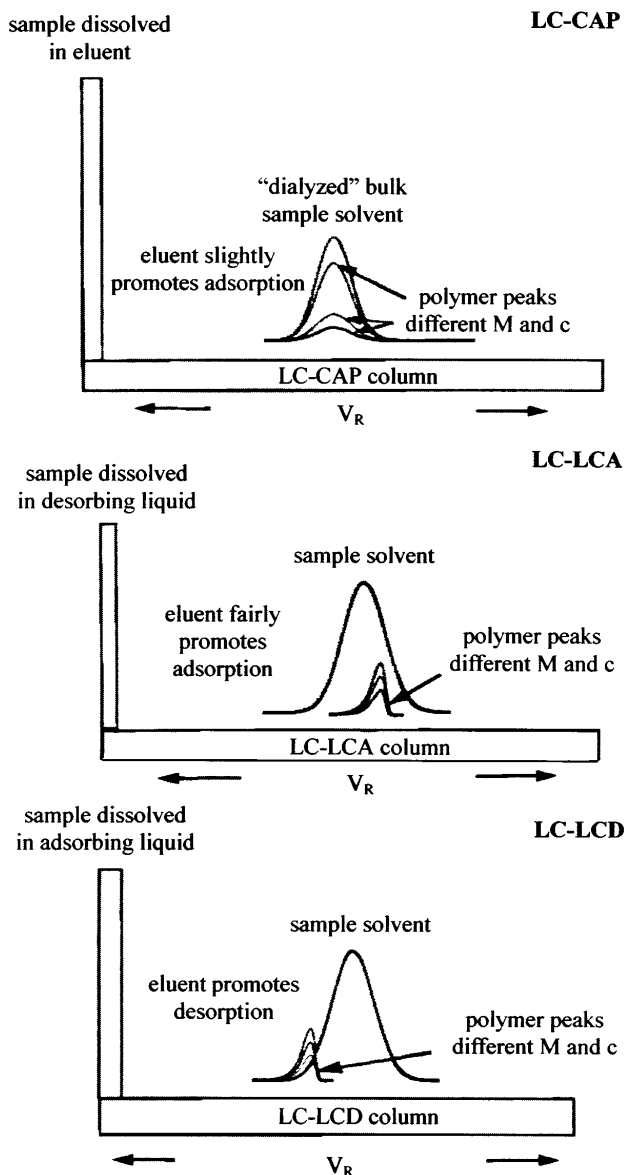 sample dissolved
in eluent
LC-CAP
“dialyzed” bulk
sample solvent
eluent slightly
promotes adsorption
polymer peaks
different M and c
LC-CAP column
V_R
sample dissolved
in desorbing liquid
LC-LCA
sample solvent
eluent fairly
promotes
adsorption
polymer peaks
different M and c
LC-LCA column
V_R
sample dissolved
in adsorbing liquid
LC-LCD
sample solvent
eluent promotes
desorption
polymer peaks
different M and c
LC-LCD column
V_R